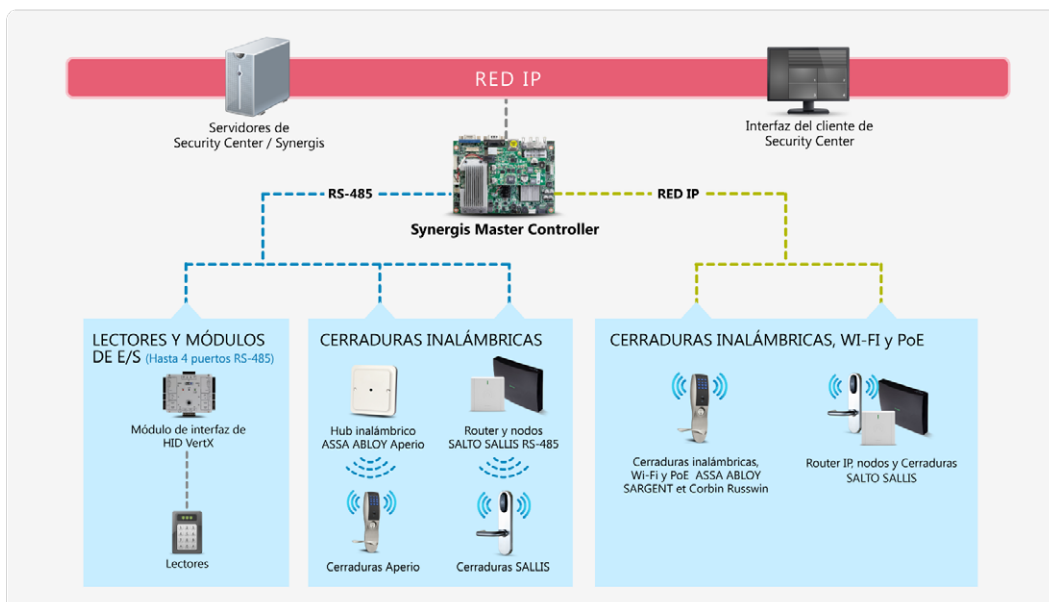 RED IP
Servidores de
Security Center / Synergis
Interfaz del cliente de
Security Center
RS-485
RED IP
Synergis Master Controller
LECTORES Y MÓDULOS
DE E/S (Hasta 4 puertos RS-485)
Módulo de interfaz de
HID VertX
Lectores
CERRADURAS INALÁMBRICAS
Hub inalámbrico
ASSA ABLOY Aperio
Router y nodos
SALTO SALLIS RS-485
Cerraduras Aperio
Cerraduras SALLIS
CERRADURAS INALÁMBRICAS, WI-FI y PoE
Cerraduras inalámbricas,
Wi-Fi y PoE ASSA ABLOY
SARGENT et Corbin Russwin
Router IP, nodos y Cerraduras
SALTO SALLIS